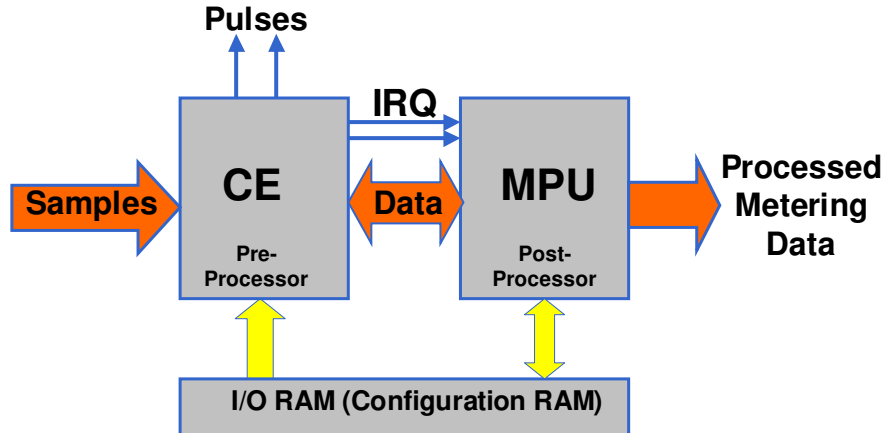 Pulses
IRQ
Samples
CE
Data
MPU
Processed
Metering
Data
Pre-
Processor
Post-
Processor
I/O RAM (Configuration RAM)